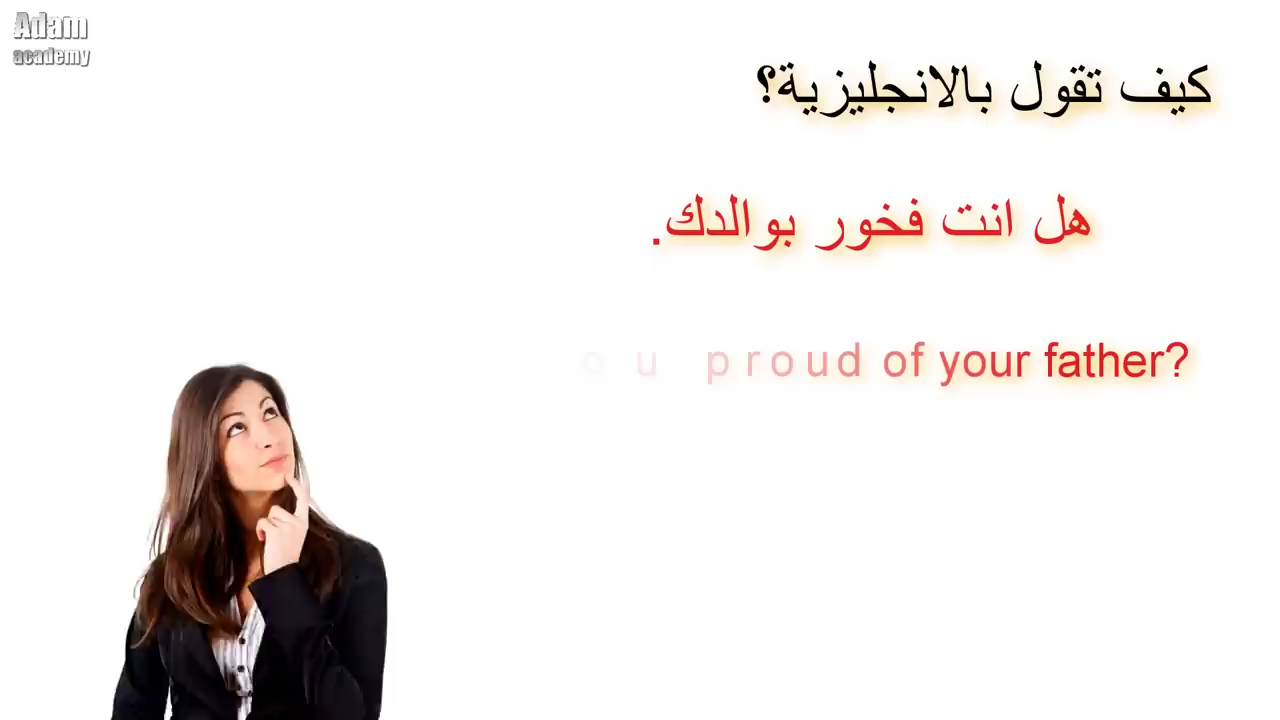 Adam
academy
كيف تقول بالانجليزية؟
هل انت فخور بوالدك.
proud of your father?